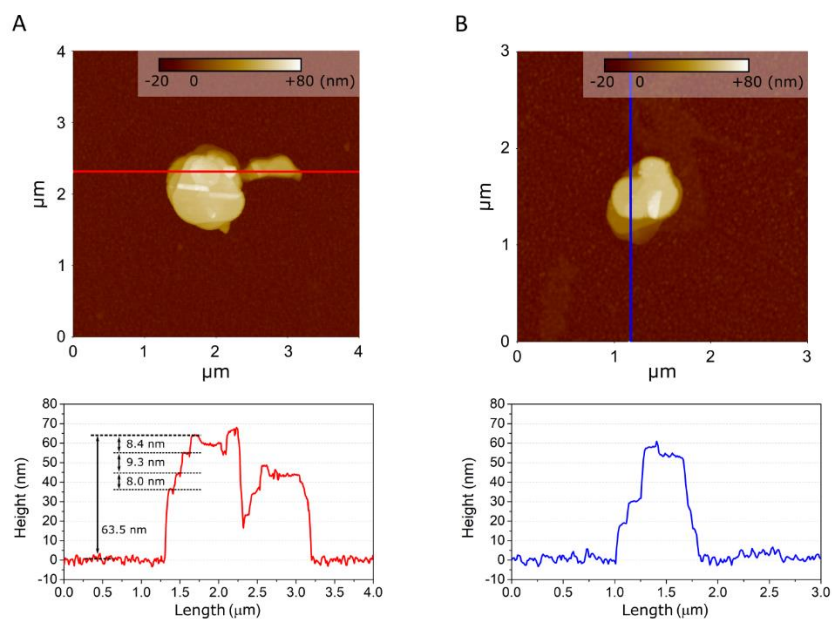 A
B
4
3
2
1
0
μm
-20 0 +80 (nm)
0 1 2 3 4
μm
3
2
1
0
μm
-20 0 +80 (nm)
0 1 2 3
μm
80
70
60
50
40
30
20
10
0
-10
Height (nm)
8.4 nm
9.3 nm
8.0 nm
63.5 nm
0.0 0.5 1.0 1.5 2.0 2.5 3.0 3.5 4.0
Length (μm)
80
70
60
50
40
30
20
10
0
-10
Height (nm)
0.0 0.5 1.0 1.5 2.0 2.5 3.0
Length (μm)